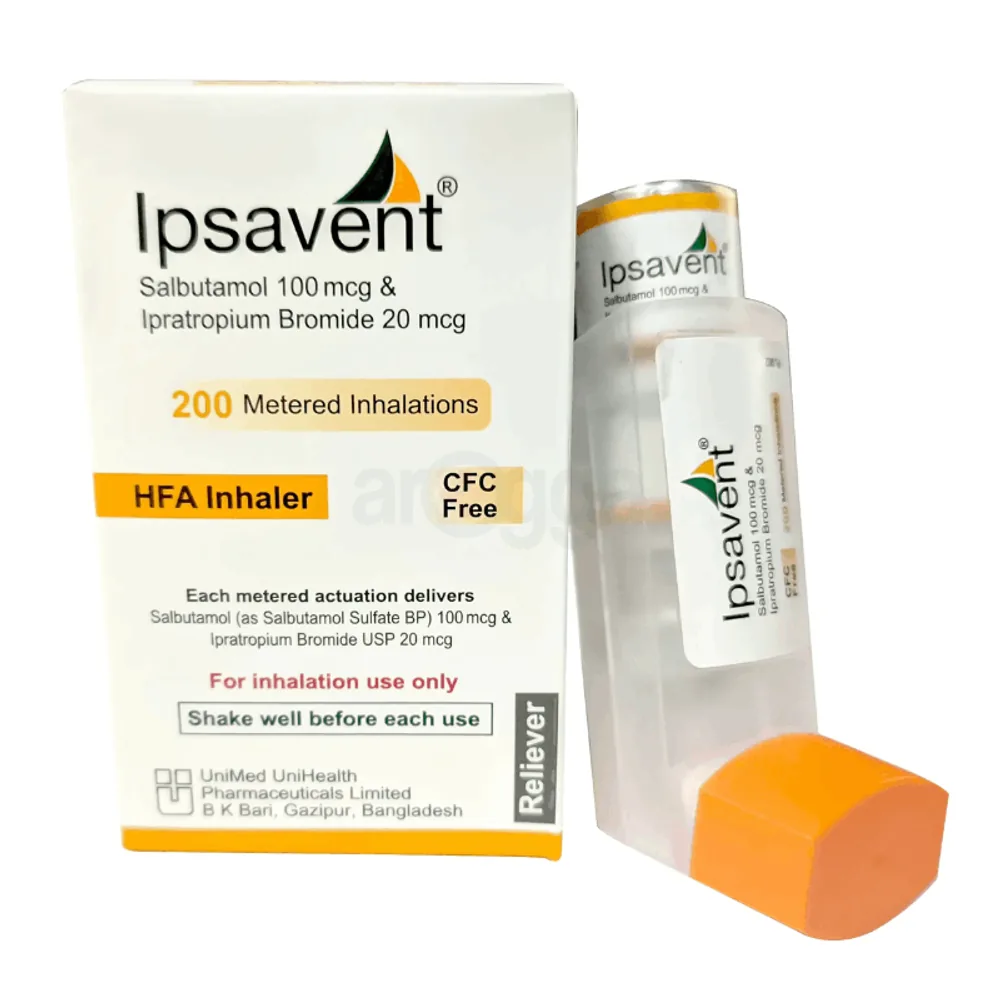 Ipsavent®
Salbutamol 100 mcg &
Ipratropium Bromide 20 mcg
200 Metered Inhalations
HFA Inhaler
CFC
Free
Each metered actuation delivers
Salbutamol (as Salbutamol Sulfate BP) 100 mcg &
Ipratropium Bromide USP 20 mcg
For inhalation use only
Shake well before each use
Reliever
UniMed UniHealth
Pharmaceuticals Limited
B K Bari, Gazipur, Bangladesh
Ipsavent®
Salbutamol 100 mcg &
Ipsavent®
Salbutamol 100 mcg &
Ipratropium Bromide 20 mcg
200 Metered Inhalations
CFC
Free
arogga